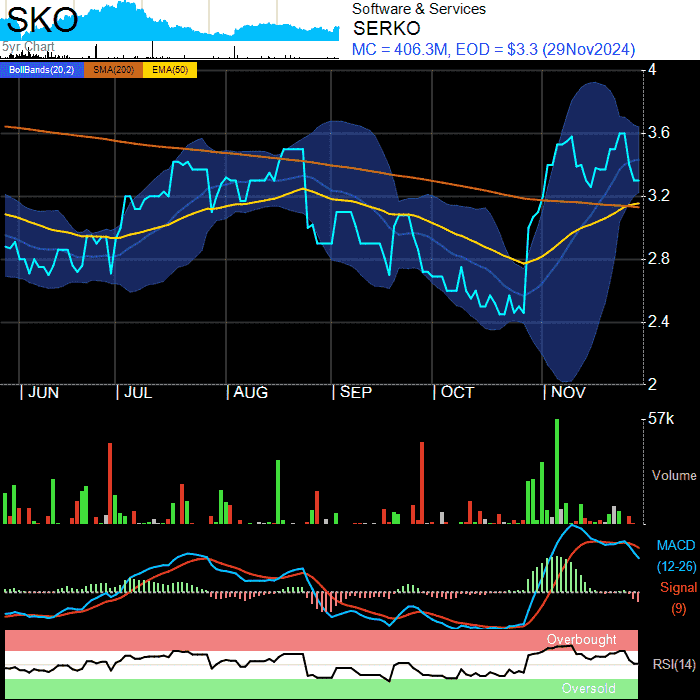 SKO
5yr.Chart
Software & Services
SERKO
MC = 406.3M, EOD = $3.3 (29Nov2024)
BollBands(20,2) SMA(200) EMA(50)
4
3.6
3.2
2.8
2.4
2
| JUN | JUL | AUG | SEP | OCT | NOV
57k
Volume
MACD
(12-26)
Signal
(9)
Overbought
RSI(14)
Oversold